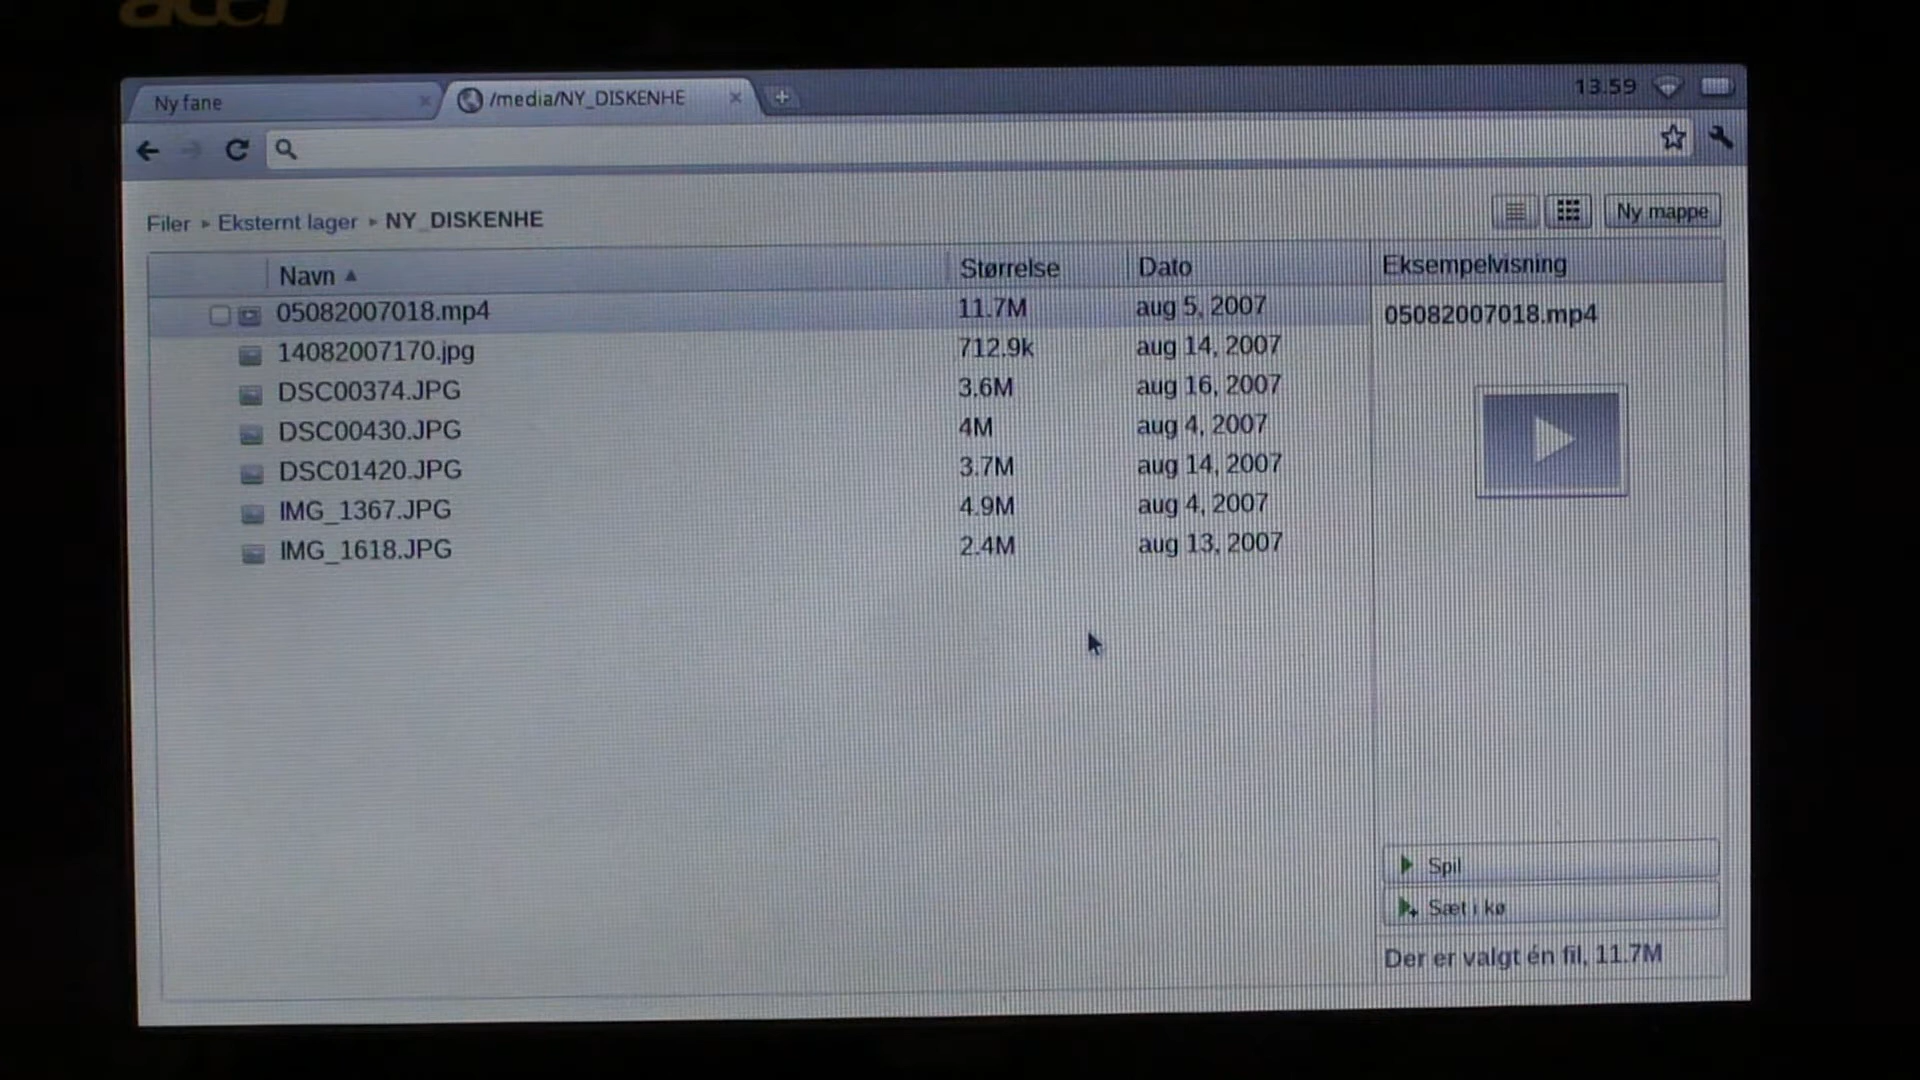 acer
Ny fane
/media/NY_DISKENHE
13.59
Filer ▸ Eksternt lager ▸ NY_DISKENHE
Ny mappe
Navn ▲ Størrelse Dato Eksempelvisning
05082007018.mp4 11.7M aug 5, 2007
14082007170.jpg 712.9k aug 14, 2007
DSC00374.JPG 3.6M aug 16, 2007
DSC00430.JPG 4M aug 4, 2007
DSC01420.JPG 3.7M aug 14, 2007
IMG_1367.JPG 4.9M aug 4, 2007
IMG_1618.JPG 2.4M aug 13, 2007
05082007018.mp4
Spil
Sæt i kø
Der er valgt én fil, 11.7M